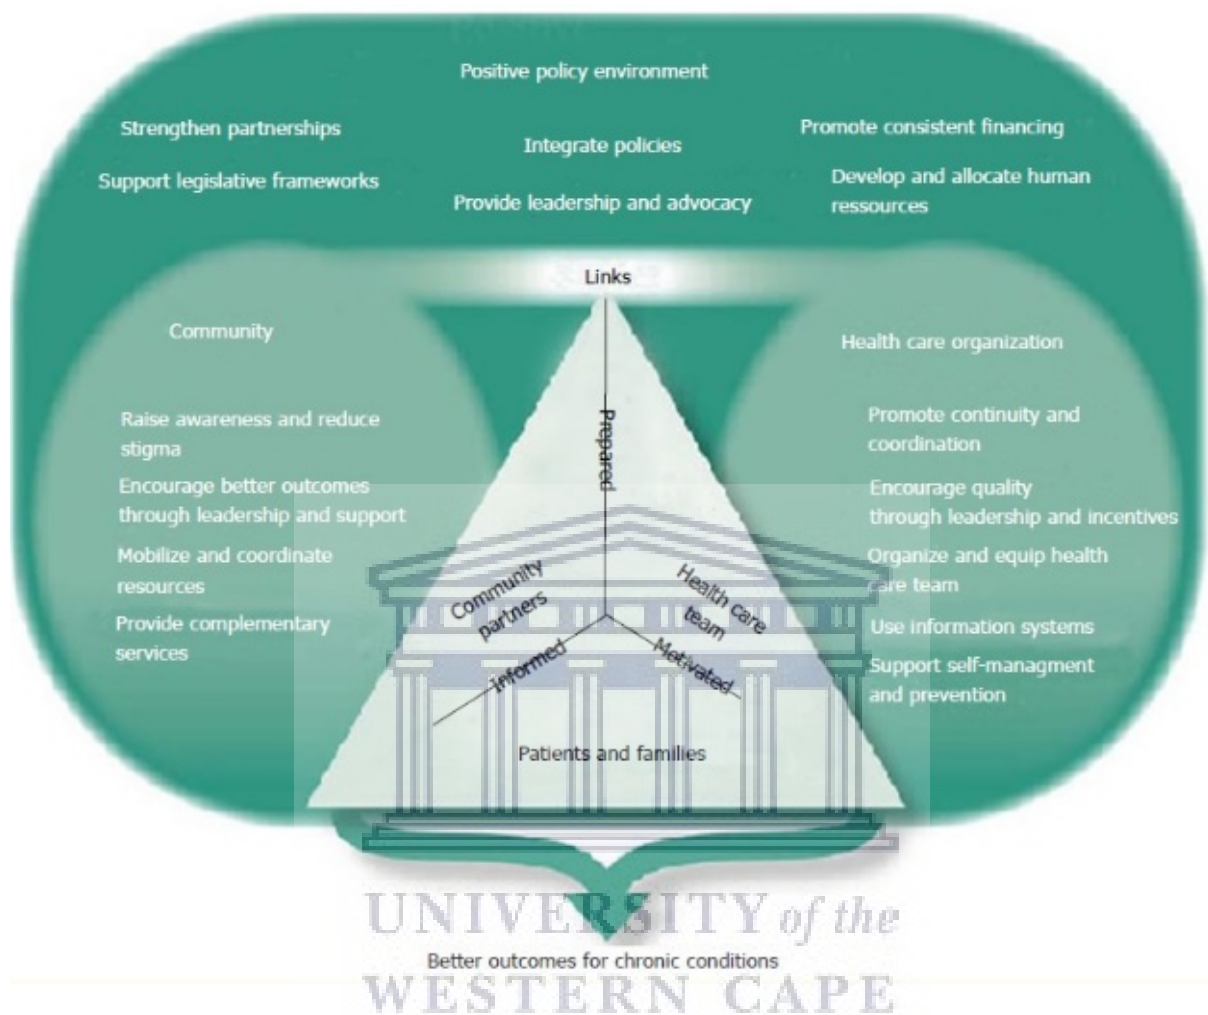 Positive policy environment
Strengthen partnerships
Integrate policies
Promote consistent financing
Support legislative frameworks
Provide leadership and advocacy
Develop and allocate human
ressources
Links
Community
Raise awareness and reduce
stigma
Encourage better outcomes
through leadership and support
Mobilize and coordinate
resources
Provide complementary
services
Prepared
Community
partners
Health care
team
Informed
Motivated
Patients and families
Health care organization
Promote continuity and
coordination
Encourage quality
through leadership and incentives
Organize and equip health
care team
Use information systems
Support self-managment
and prevention
Better outcomes for chronic conditions
UNIVERSITY of the
WESTERN CAPE